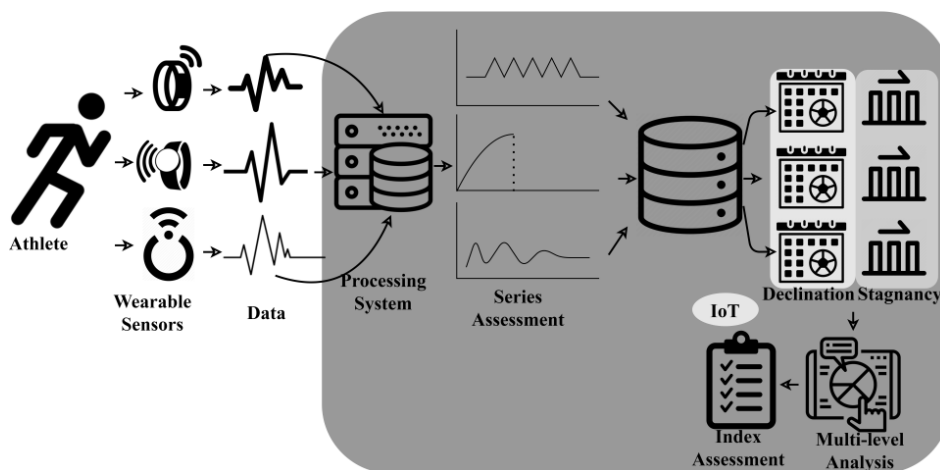 Athlete
Wearable
Sensors
Data
Processing
System
Series
Assessment
Declination
Stagnancy
IoT
Index
Assessment
Multi-level
Analysis